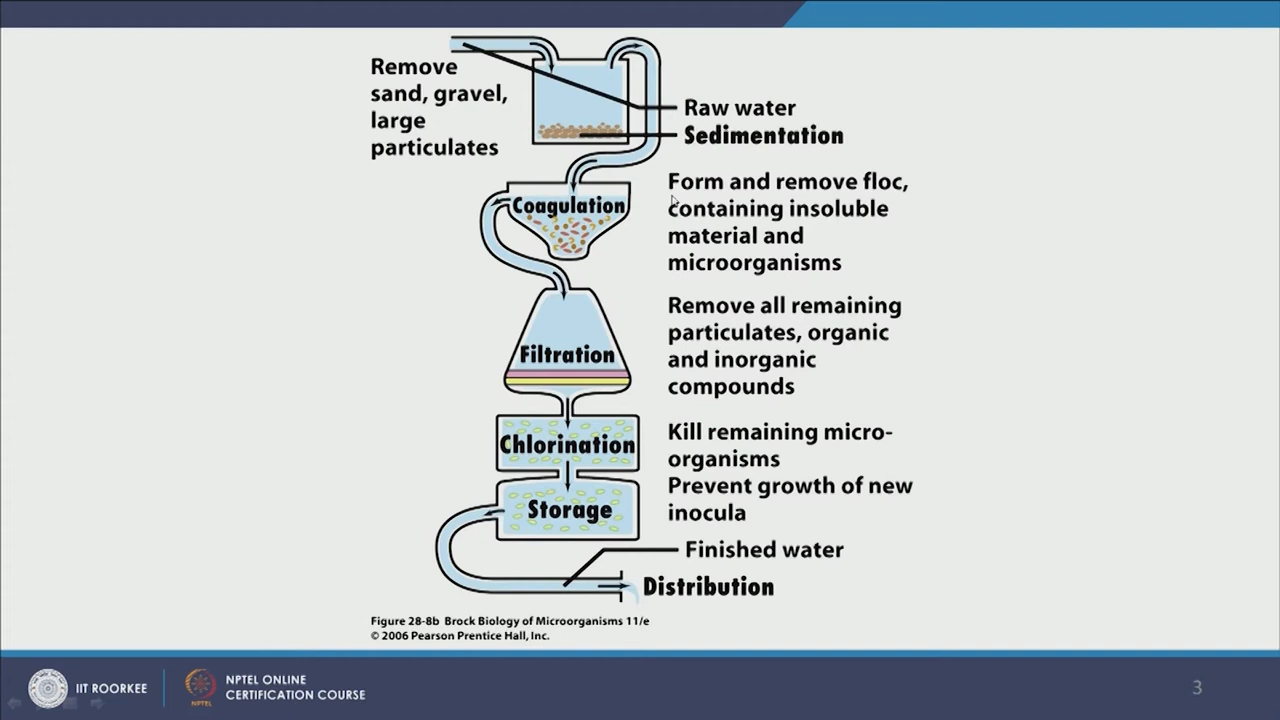 Remove
sand, gravel,
large
particulates
Raw water
Sedimentation
Coagulation
Form and remove floc,
containing insoluble
material and
microorganisms
Filtration
Remove all remaining
particulates, organic
and inorganic
compounds
Chlorination
Kill remaining micro-
organisms
Prevent growth of new
inocula
Storage
Finished water
Distribution
Figure 28-8b Brock Biology of Microorganisms 11/e
© 2006 Pearson Prentice Hall, Inc.
IIT ROORKEE
NPTEL
NPTEL ONLINE
CERTIFICATION COURSE
3